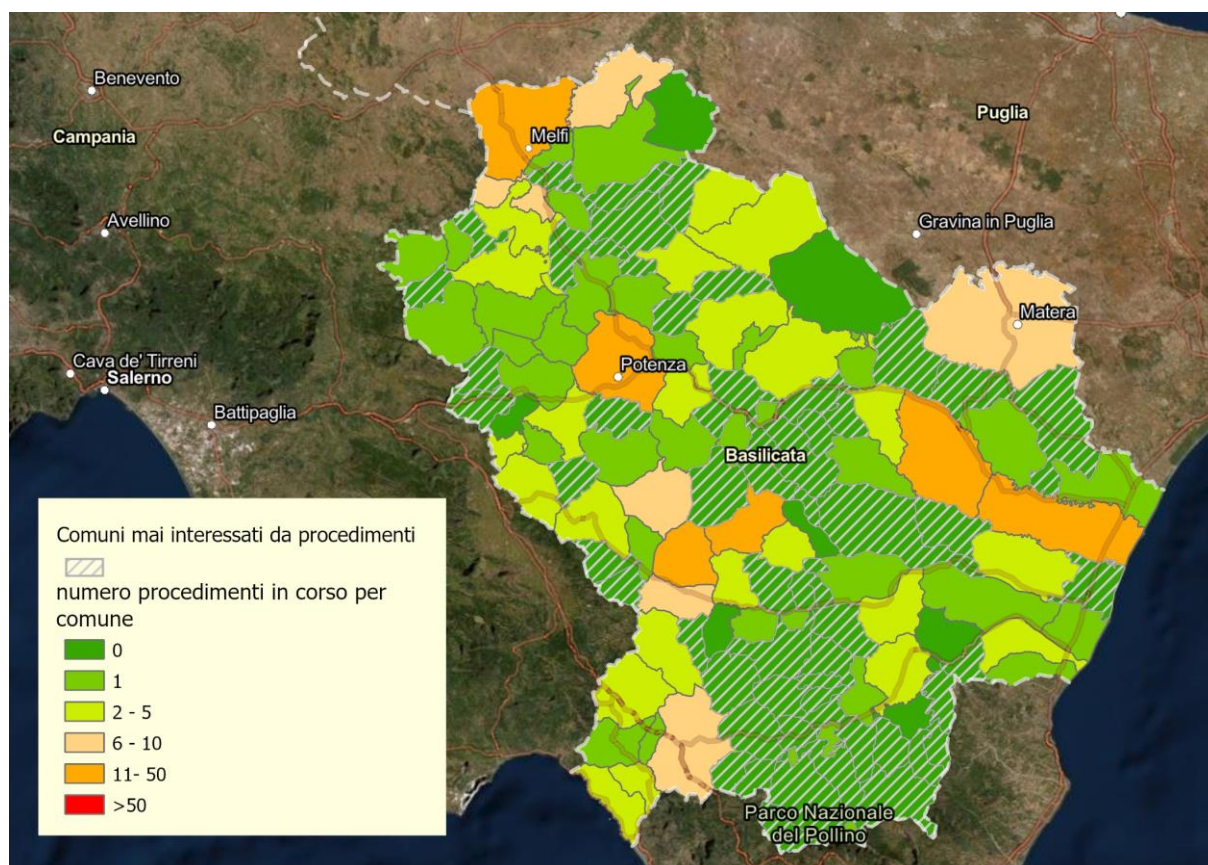 Benevento
Campania
Melfi
Puglia
Avellino
Gravina in Puglia
Matera
Cava de' Tirreni
Salerno
Potenza
Battipaglia
Basilicata
Comuni mai interessati da procedimenti
numero procedimenti in corso per
comune
0
1
2 - 5
6 - 10
11- 50
>50
Parco Nazionale
del Pollino